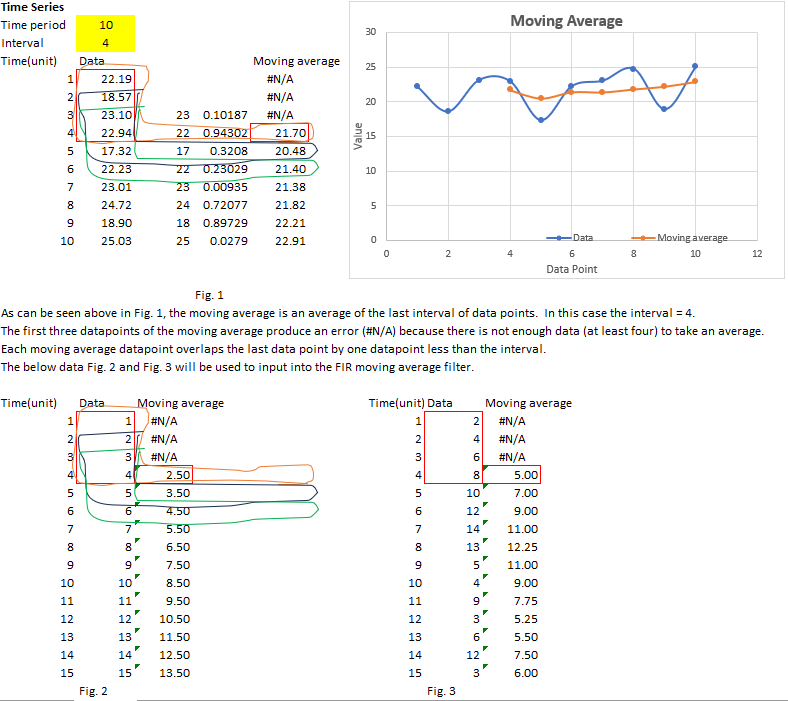 Time Series
Time period 10
Interval 4
Time(unit) Data Moving average
1 22.19 #N/A
2 18.57 #N/A
3 23.10 23 0.10187 #N/A
4 22.94 22 0.94302 21.70
5 17.32 17 0.3208 20.48
6 22.23 22 0.23029 21.40
7 23.01 23 0.00935 21.38
8 24.72 24 0.72077 21.82
9 18.90 18 0.89729 22.21
10 25.03 25 0.0279 22.91
Moving Average
30
25
20
15
10
5
0
Value
0 2 4 6 8 10 12
Data Moving average
Data Point
Fig. 1
As can be seen above in Fig. 1, the moving average is an average of the last interval of data points. In this case the interval = 4.
The first three datapoints of the moving average produce an error (#N/A) because there is not enough data (at least four) to take an average.
Each moving average datapoint overlaps the last data point by one datapoint less than the interval.
The below data Fig. 2 and Fig. 3 will be used to input into the FIR moving average filter.
Time(unit) Data Moving average
1 1 #N/A
2 2 #N/A
3 3 #N/A
4 4 2.50
5 5 3.50
6 6 4.50
7 7 5.50
8 8 6.50
9 9 7.50
10 10 8.50
11 11 9.50
12 12 10.50
13 13 11.50
14 14 12.50
15 15 13.50
Fig. 2
Time(unit) Data Moving average
1 2 #N/A
2 4 #N/A
3 6 #N/A
4 8 5.00
5 10 7.00
6 12 9.00
7 14 11.00
8 13 12.25
9 5 11.00
10 4 9.00
11 9 7.75
12 3 5.25
13 6 5.50
14 12 7.50
15 3 6.00
Fig. 3